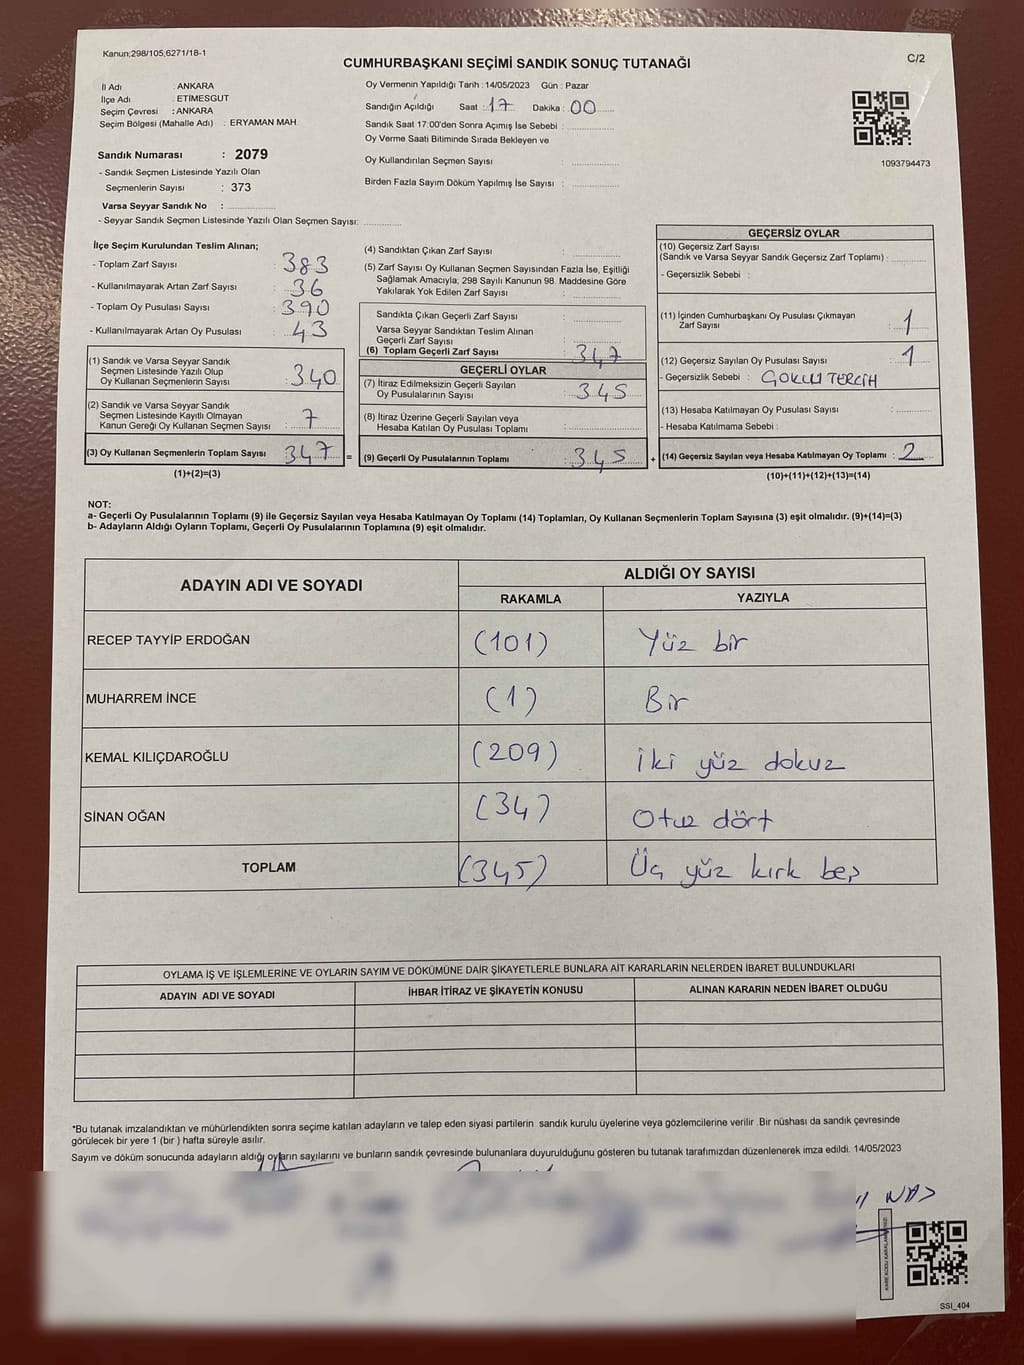 Kanun;298/105;6271/18-1
C/2
CUMHURBAŞKANI SEÇİMİ SANDIK SONUÇ TUTANAĞI
İl Adı : ANKARA
İlçe Adı : ETİMESGUT
Seçim Çevresi : ANKARA
Seçim Bölgesi (Mahalle Adı) : ERYAMAN MAH.
Sandık Numarası : 2079
- Sandık Seçmen Listesinde Yazılı Olan
Seçmenlerin Sayısı : 373
Varsa Seyyar Sandık No :
- Seyyar Sandık Seçmen Listesinde Yazılı Olan Seçmen Sayısı:
Oy Vermenin Yapıldığı Tarih :14/05/2023 Gün : Pazar
Sandığın Açıldığı Saat : 17 Dakika : 00
Sandık Saat 17:00'den Sonra Açımış İse Sebebi :
Oy Verme Saati Bitiminde Sırada Bekleyen ve
Oy Kullandırılan Seçmen Sayısı :
Birden Fazla Sayım Döküm Yapılmış İse Sayısı :
1093794473
İlçe Seçim Kurulundan Teslim Alınan;
- Toplam Zarf Sayısı : 383
- Kullanılmayarak Artan Zarf Sayısı : 36
- Toplam Oy Pusulası Sayısı : 390
- Kullanılmayarak Artan Oy Pusulası : 43
(1) Sandık ve Varsa Seyyar Sandık
Seçmen Listesinde Yazılı Olup
Oy Kullanan Seçmenlerin Sayısı : 340
(2) Sandık ve Varsa Seyyar Sandık
Seçmen Listesinde Kayıtlı Olmayan
Kanun Gereği Oy Kullanan Seçmen Sayısı : 7
(3) Oy Kullanan Seçmenlerin Toplam Sayısı : 347 =
(1)+(2)=(3)
(4) Sandıktan Çıkan Zarf Sayısı :
(5) Zarf Sayısı Oy Kullanan Seçmen Sayısından Fazla İse, Eşitliği
Sağlamak Amacıyla; 298 Sayılı Kanunun 98. Maddesine Göre
Yakılarak Yok Edilen Zarf Sayısı :
Sandıkta Çıkan Geçerli Zarf Sayısı :
Varsa Seyyar Sandıktan Teslim Alınan
Geçerli Zarf Sayısı :
(6) Toplam Geçerli Zarf Sayısı : 347
GEÇERLİ OYLAR
(7) İtiraz Edilmeksizin Geçerli Sayılan
Oy Pusulalarının Sayısı : 345
(8) İtiraz Üzerine Geçerli Sayılan veya
Hesaba Katılan Oy Pusulası Toplamı :
(9) Geçerli Oy Pusulalarının Toplamı : 345 +
GEÇERSİZ OYLAR
(10) Geçersiz Zarf Sayısı
(Sandık ve Varsa Seyyar Sandık Geçersiz Zarf Toplamı) :
- Geçersizlik Sebebi :
(11) İçinden Cumhurbaşkanı Oy Pusulası Çıkmayan
Zarf Sayısı : 1
(12) Geçersiz Sayılan Oy Pusulası Sayısı : 1
- Geçersizlik Sebebi :
(13) Hesaba Katılmayan Oy Pusulası Sayısı :
- Hesaba Katılmama Sebebi :
(14) Geçersiz Sayılan veya Hesaba Katılmayan Oy Toplamı : 2
(10)+(11)+(12)+(13)=(14)
NOT:
a- Geçerli Oy Pusulalarının Toplamı (9) ile Geçersiz Sayılan veya Hesaba Katılmayan Oy Toplamı (14) Toplamları, Oy Kullanan Seçmenlerin Toplam Sayısına (3) eşit olmalıdır. (9)+(14)=(3)
b- Adayların Aldığı Oyların Toplamı, Geçerli Oy Pusulalarının Toplamına (9) eşit olmalıdır.
ADAYIN ADI VE SOYADI ALDIĞI OY SAYISI
RAKAMLA YAZIYLA
RECEP TAYYİP ERDOĞAN (101) Yüz bir
MUHARREM İNCE (1) Bir
KEMAL KILIÇDAROĞLU (209) iki yüz dokuz
SİNAN OĞAN (34) Otuz dört
TOPLAM (345) Üç yüz kırk beş
OYLAMA İŞ VE İŞLEMLERİNE VE OYLARIN SAYIM VE DÖKÜMÜNE DAİR ŞİKAYETLERLE BUNLARA AİT KARARLARIN NELERDEN İBARET BULUNDUKLARI
ADAYIN ADI VE SOYADI İHBAR İTİRAZ VE ŞİKAYETİN KONUSU ALINAN KARARIN NEDEN İBARET OLDUĞU
*Bu tutanak imzalandıktan ve mühürlendikten sonra seçime katılan adayların ve talep eden siyasi partilerin sandık kurulu üyelerine veya gözlemcilerine verilir .Bir nüshası da sandık çevresinde
görülecek bir yere 1 (bir ) hafta süreyle asılır.
Sayım ve döküm sonucunda adayların aldığı oyların sayılarını ve bunların sandık çevresinde bulunanlara duyurulduğunu gösteren bu tutanak tarafımızdan düzenlenerek imza edildi. 14/05/2023
SSI_404